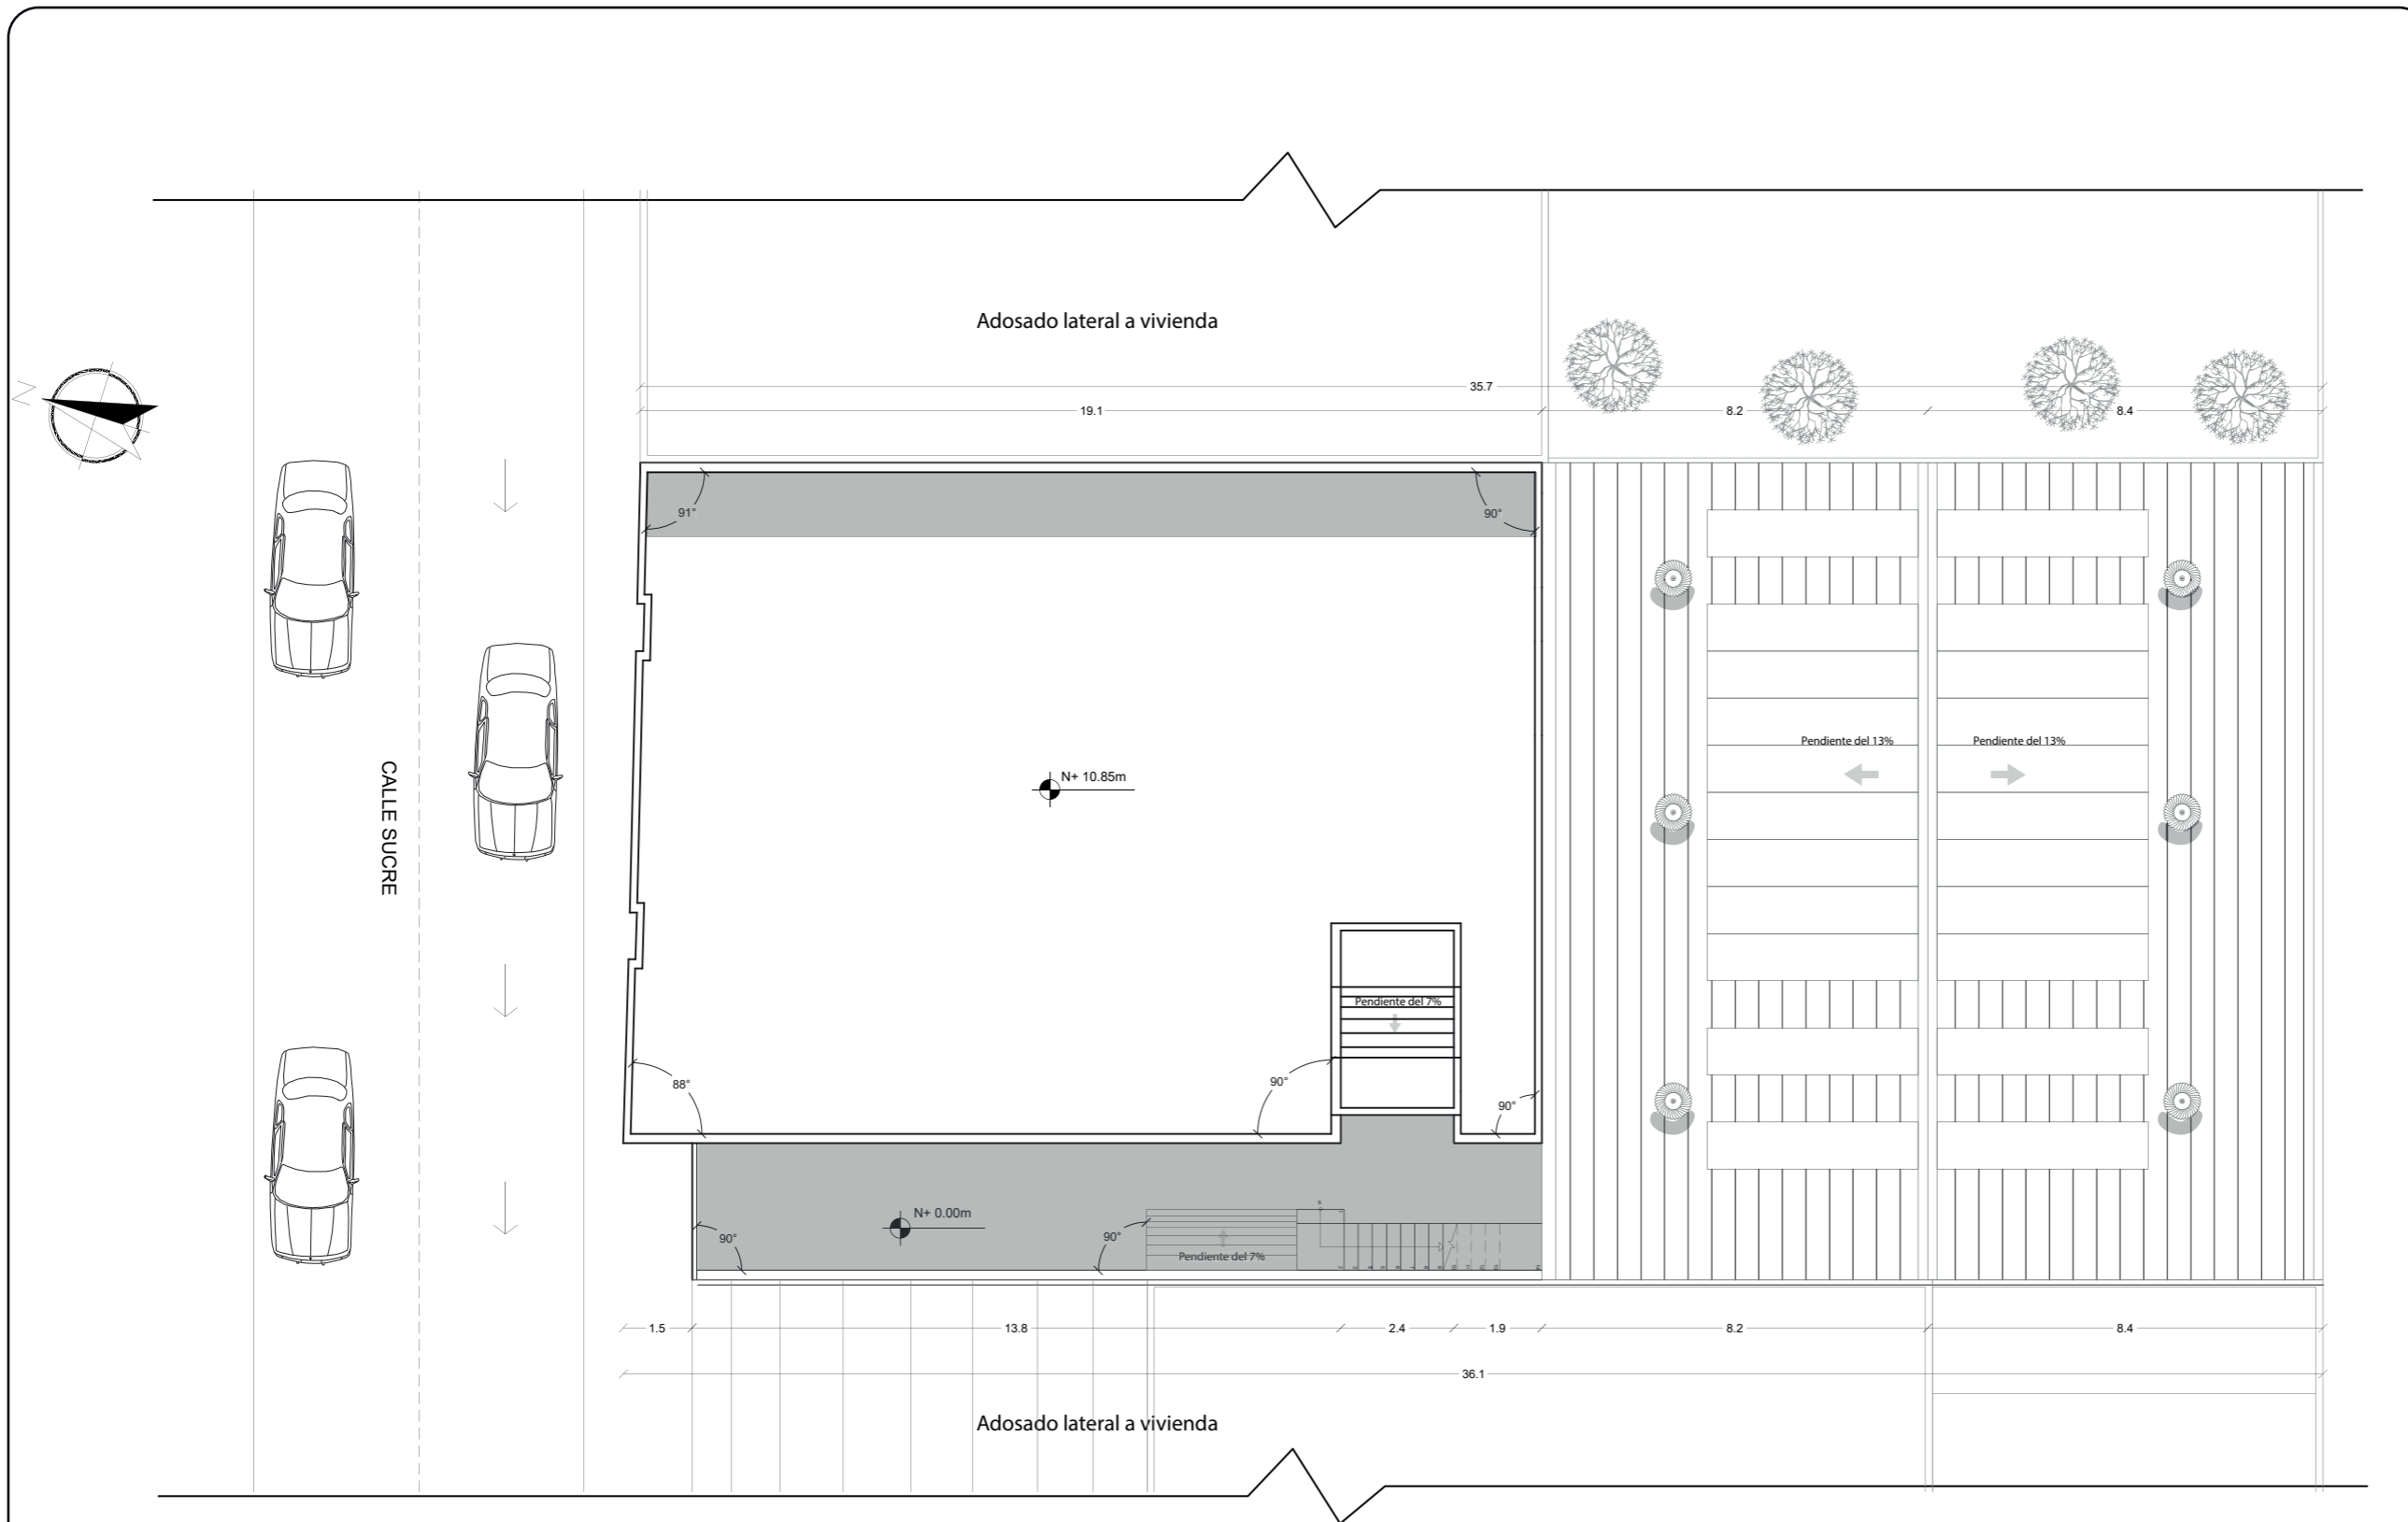 Adosado lateral a vivienda
N
35.7
19.1
8.2
8.4
91°
90°
Pendiente del 13%
Pendiente del 13%
N+ 10.85m
CALLE SUCRE
Pendiente del 7%
88°
90°
90°
N+ 0.00m
90°
90°
Pendiente del 7%
1.5
13.8
2.4
1.9
8.2
8.4
36.1
Adosado lateral a vivienda